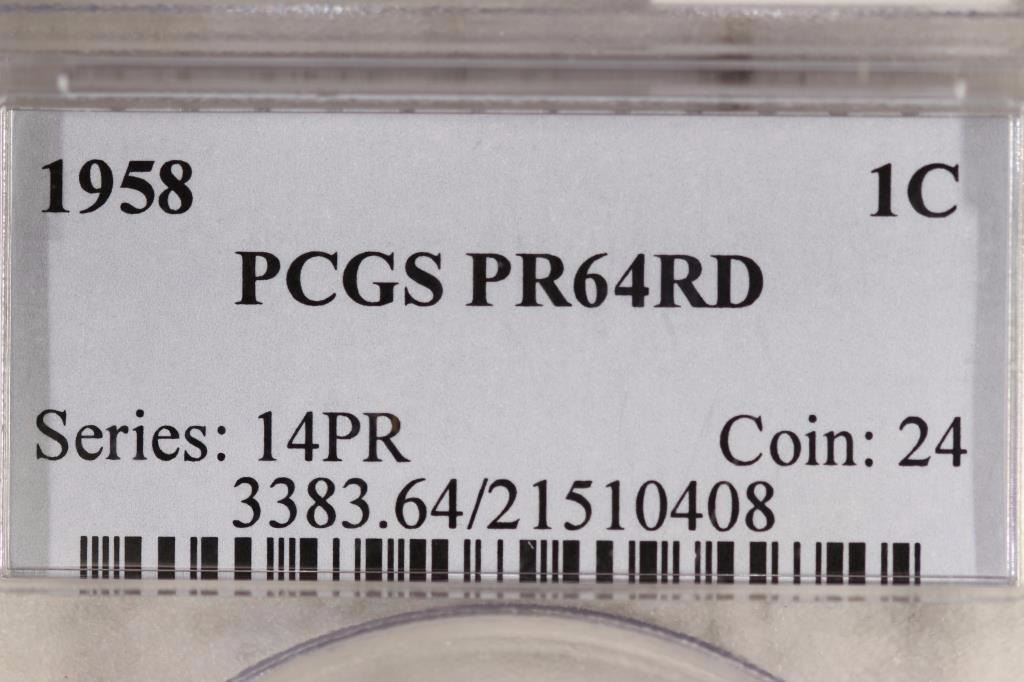 1958 1C
PCGS PR64RD
Series: 14PR Coin: 24
3383.64/21510408